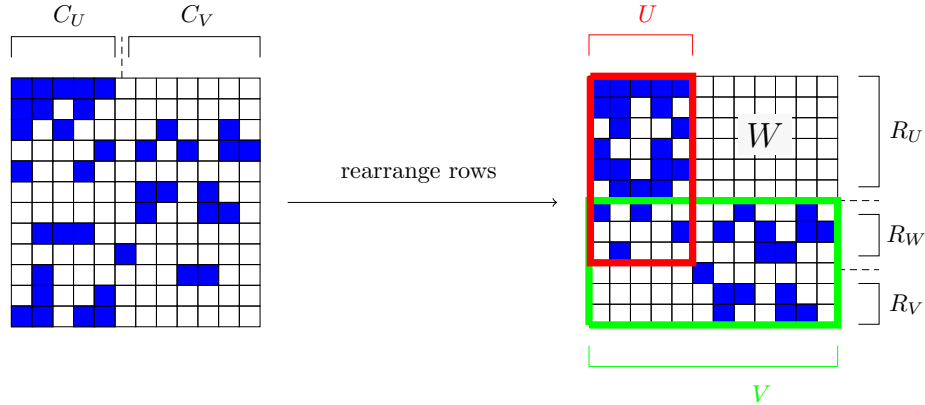 C_U C_V
U
W
R_U
rearrange rows
R_W
R_V
V